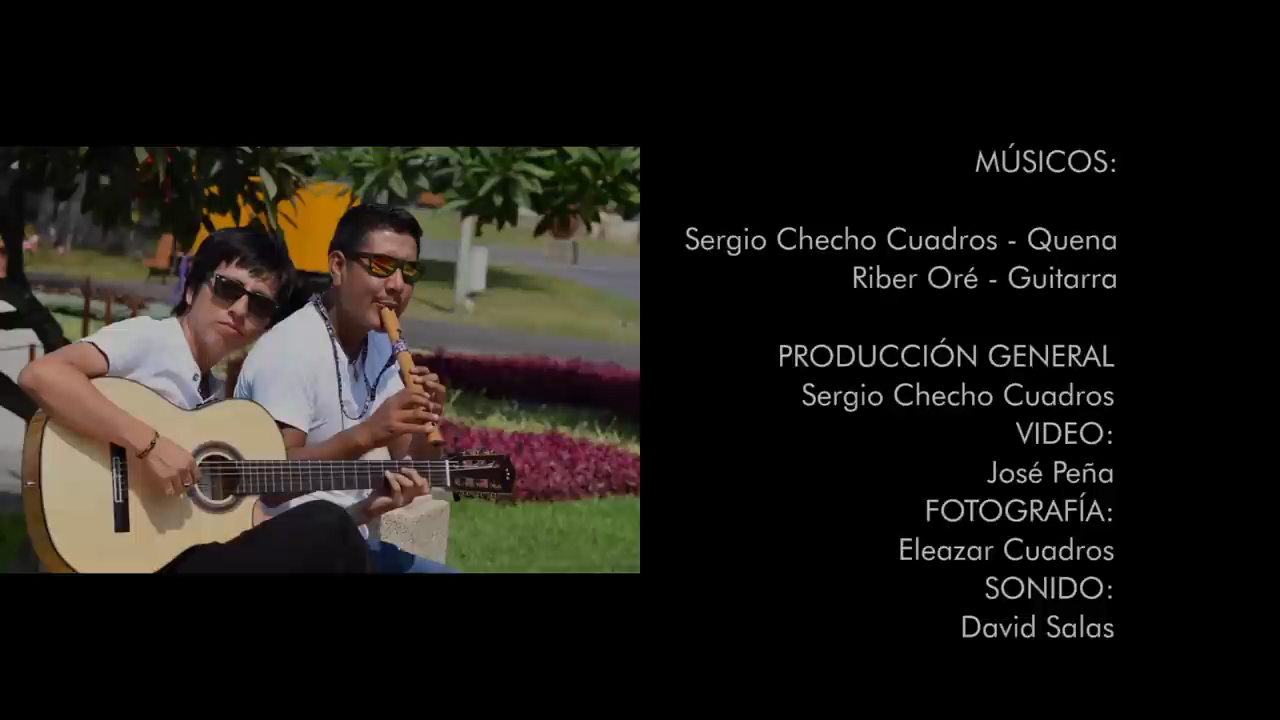 MÚSICOS:
Sergio Checho Cuadros - Quena
Riber Oré - Guitarra
PRODUCCIÓN GENERAL
Sergio Checho Cuadros
VIDEO:
José Peña
FOTOGRAFÍA:
Eleazar Cuadros
SONIDO:
David Salas